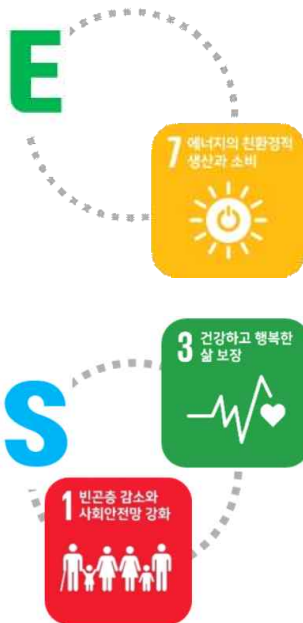 E
7 에너지의 친환경적
생산과 소비
3 건강하고 행복한
삶 보장
S
1 빈곤층 감소와
사회안전망 강화